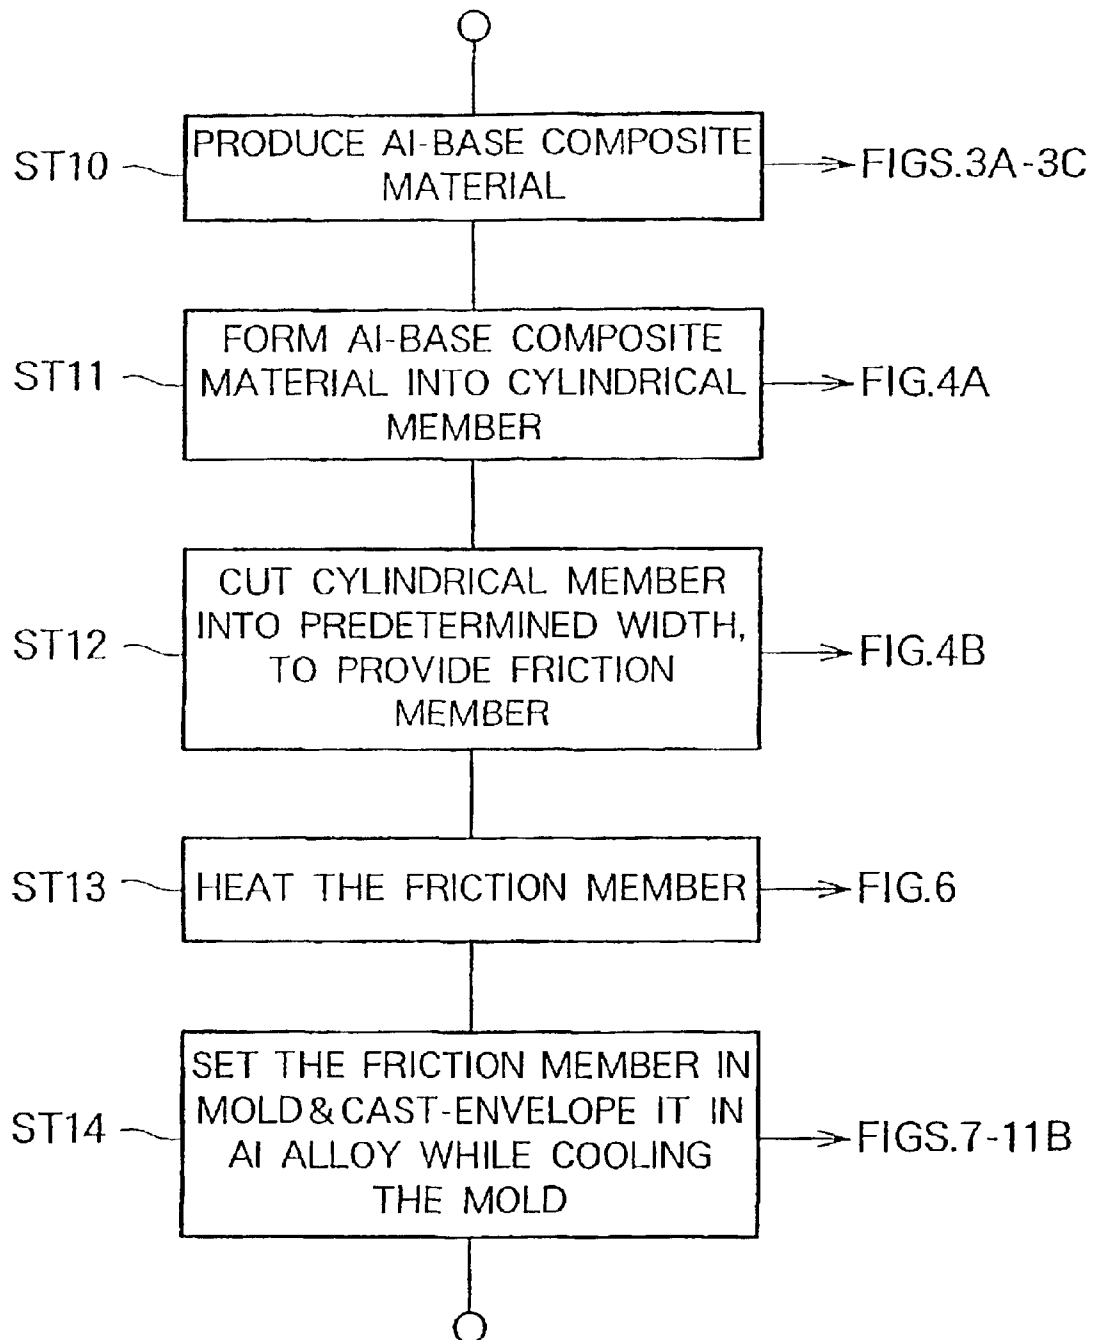 PRODUCE Al-BASE COMPOSITE
MATERIAL
ST10
FIGS.3A-3C
FORM Al-BASE COMPOSITE
MATERIAL INTO CYLINDRICAL
MEMBER
ST11
FIG.4A
CUT CYLINDRICAL MEMBER
INTO PREDETERMINED WIDTH,
TO PROVIDE FRICTION
MEMBER
ST12
FIG.4B
HEAT THE FRICTION MEMBER
ST13
FIG.6
SET THE FRICTION MEMBER IN
MOLD&CAST-ENVELOPE IT IN
Al ALLOY WHILE COOLING
THE MOLD
ST14
FIGS.7-11B